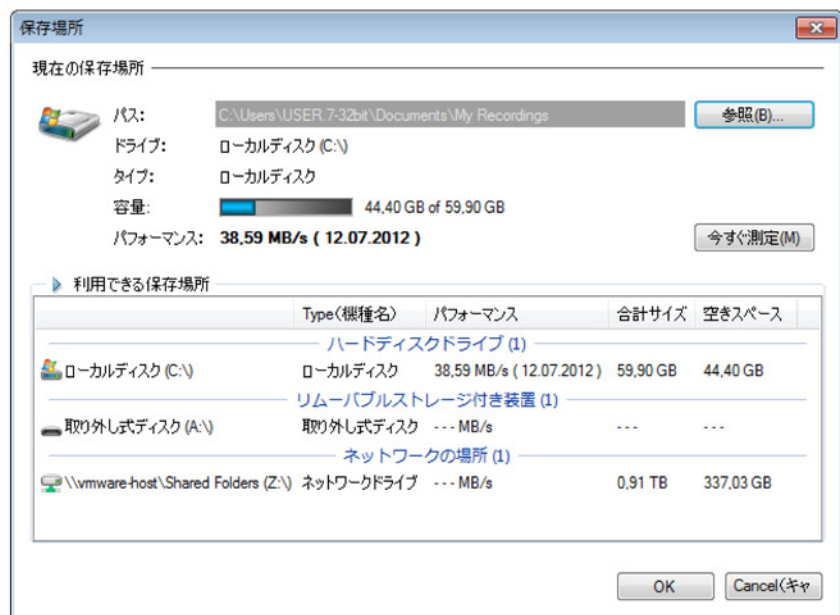 保存場所
現在の保存場所
パス: C:\Users\USER.7-32bit\Documents\My Recordings 参照(B)...
ドライブ: ローカルディスク (C:\)
タイプ: ローカルディスク
容量: 44,40 GB of 59,90 GB
パフォーマンス: 38,59 MB/s ( 12.07.2012 ) 今すぐ測定(M)
利用できる保存場所
Type(機種名) パフォーマンス 合計サイズ 空きスペース
ハードディスクドライブ (1)
ローカルディスク (C:\) ローカルディスク 38,59 MB/s ( 12.07.2012 ) 59,90 GB 44,40 GB
リムーバブルストレージ付き装置 (1)
取り外し式ディスク (A:\) 取り外し式ディスク - - - MB/s - - - - - -
ネットワークの場所 (1)
\\vmware-host\Shared Folders (Z:\) ネットワークドライブ - - - MB/s 0,91 TB 337,03 GB
OK Cancel(キャ